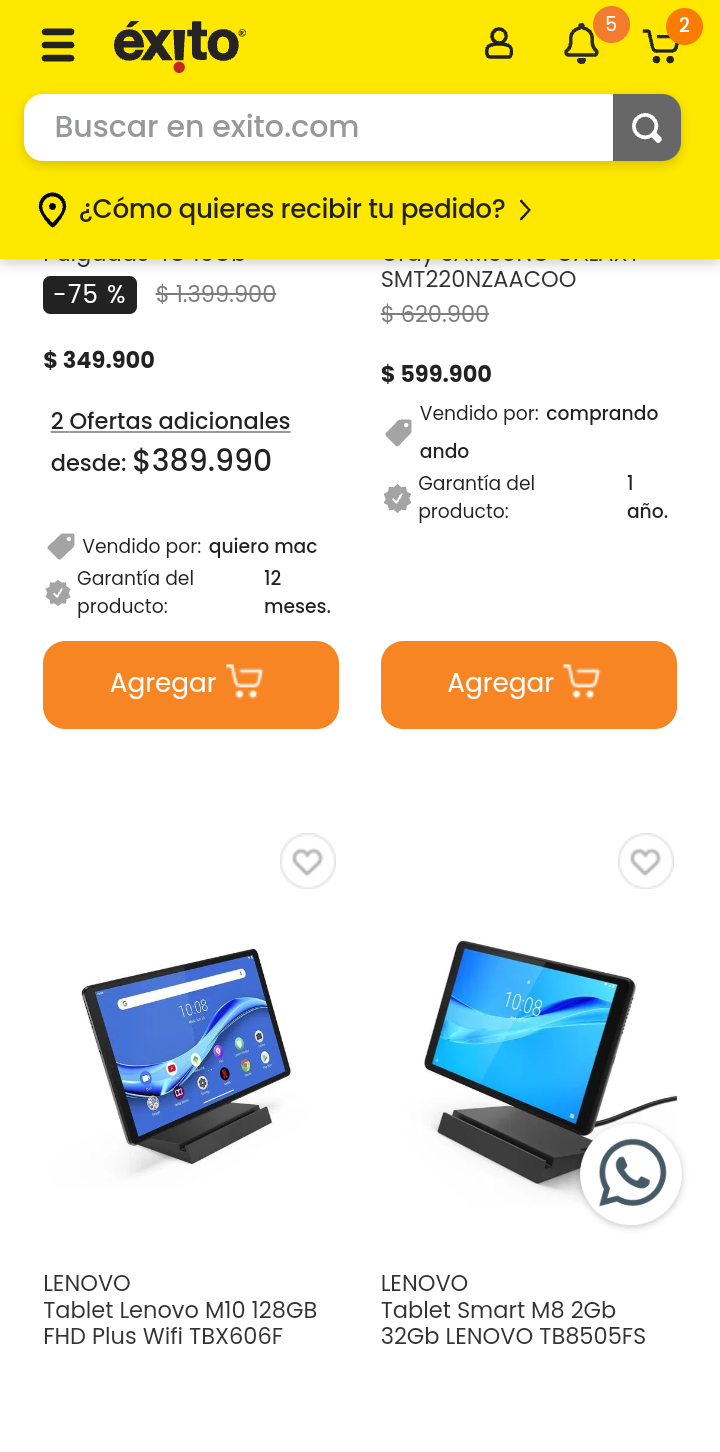 éxito
5
2
Buscar en exito.com
¿Cómo quieres recibir tu pedido?
-75 % $ 1.399.900
$ 349.900
2 Ofertas adicionales
desde: $389.990
Vendido por: quiero mac
Garantía del 12
producto: meses.
Agregar
SMT220NZAACOO
$ 620.900
$ 599.900
Vendido por: comprando
ando
Garantía del 1
producto: año.
Agregar
10:08
10:08
LENOVO
Tablet Lenovo M10 128GB
FHD Plus Wifi TBX606F
LENOVO
Tablet Smart M8 2Gb
32Gb LENOVO TB8505FS